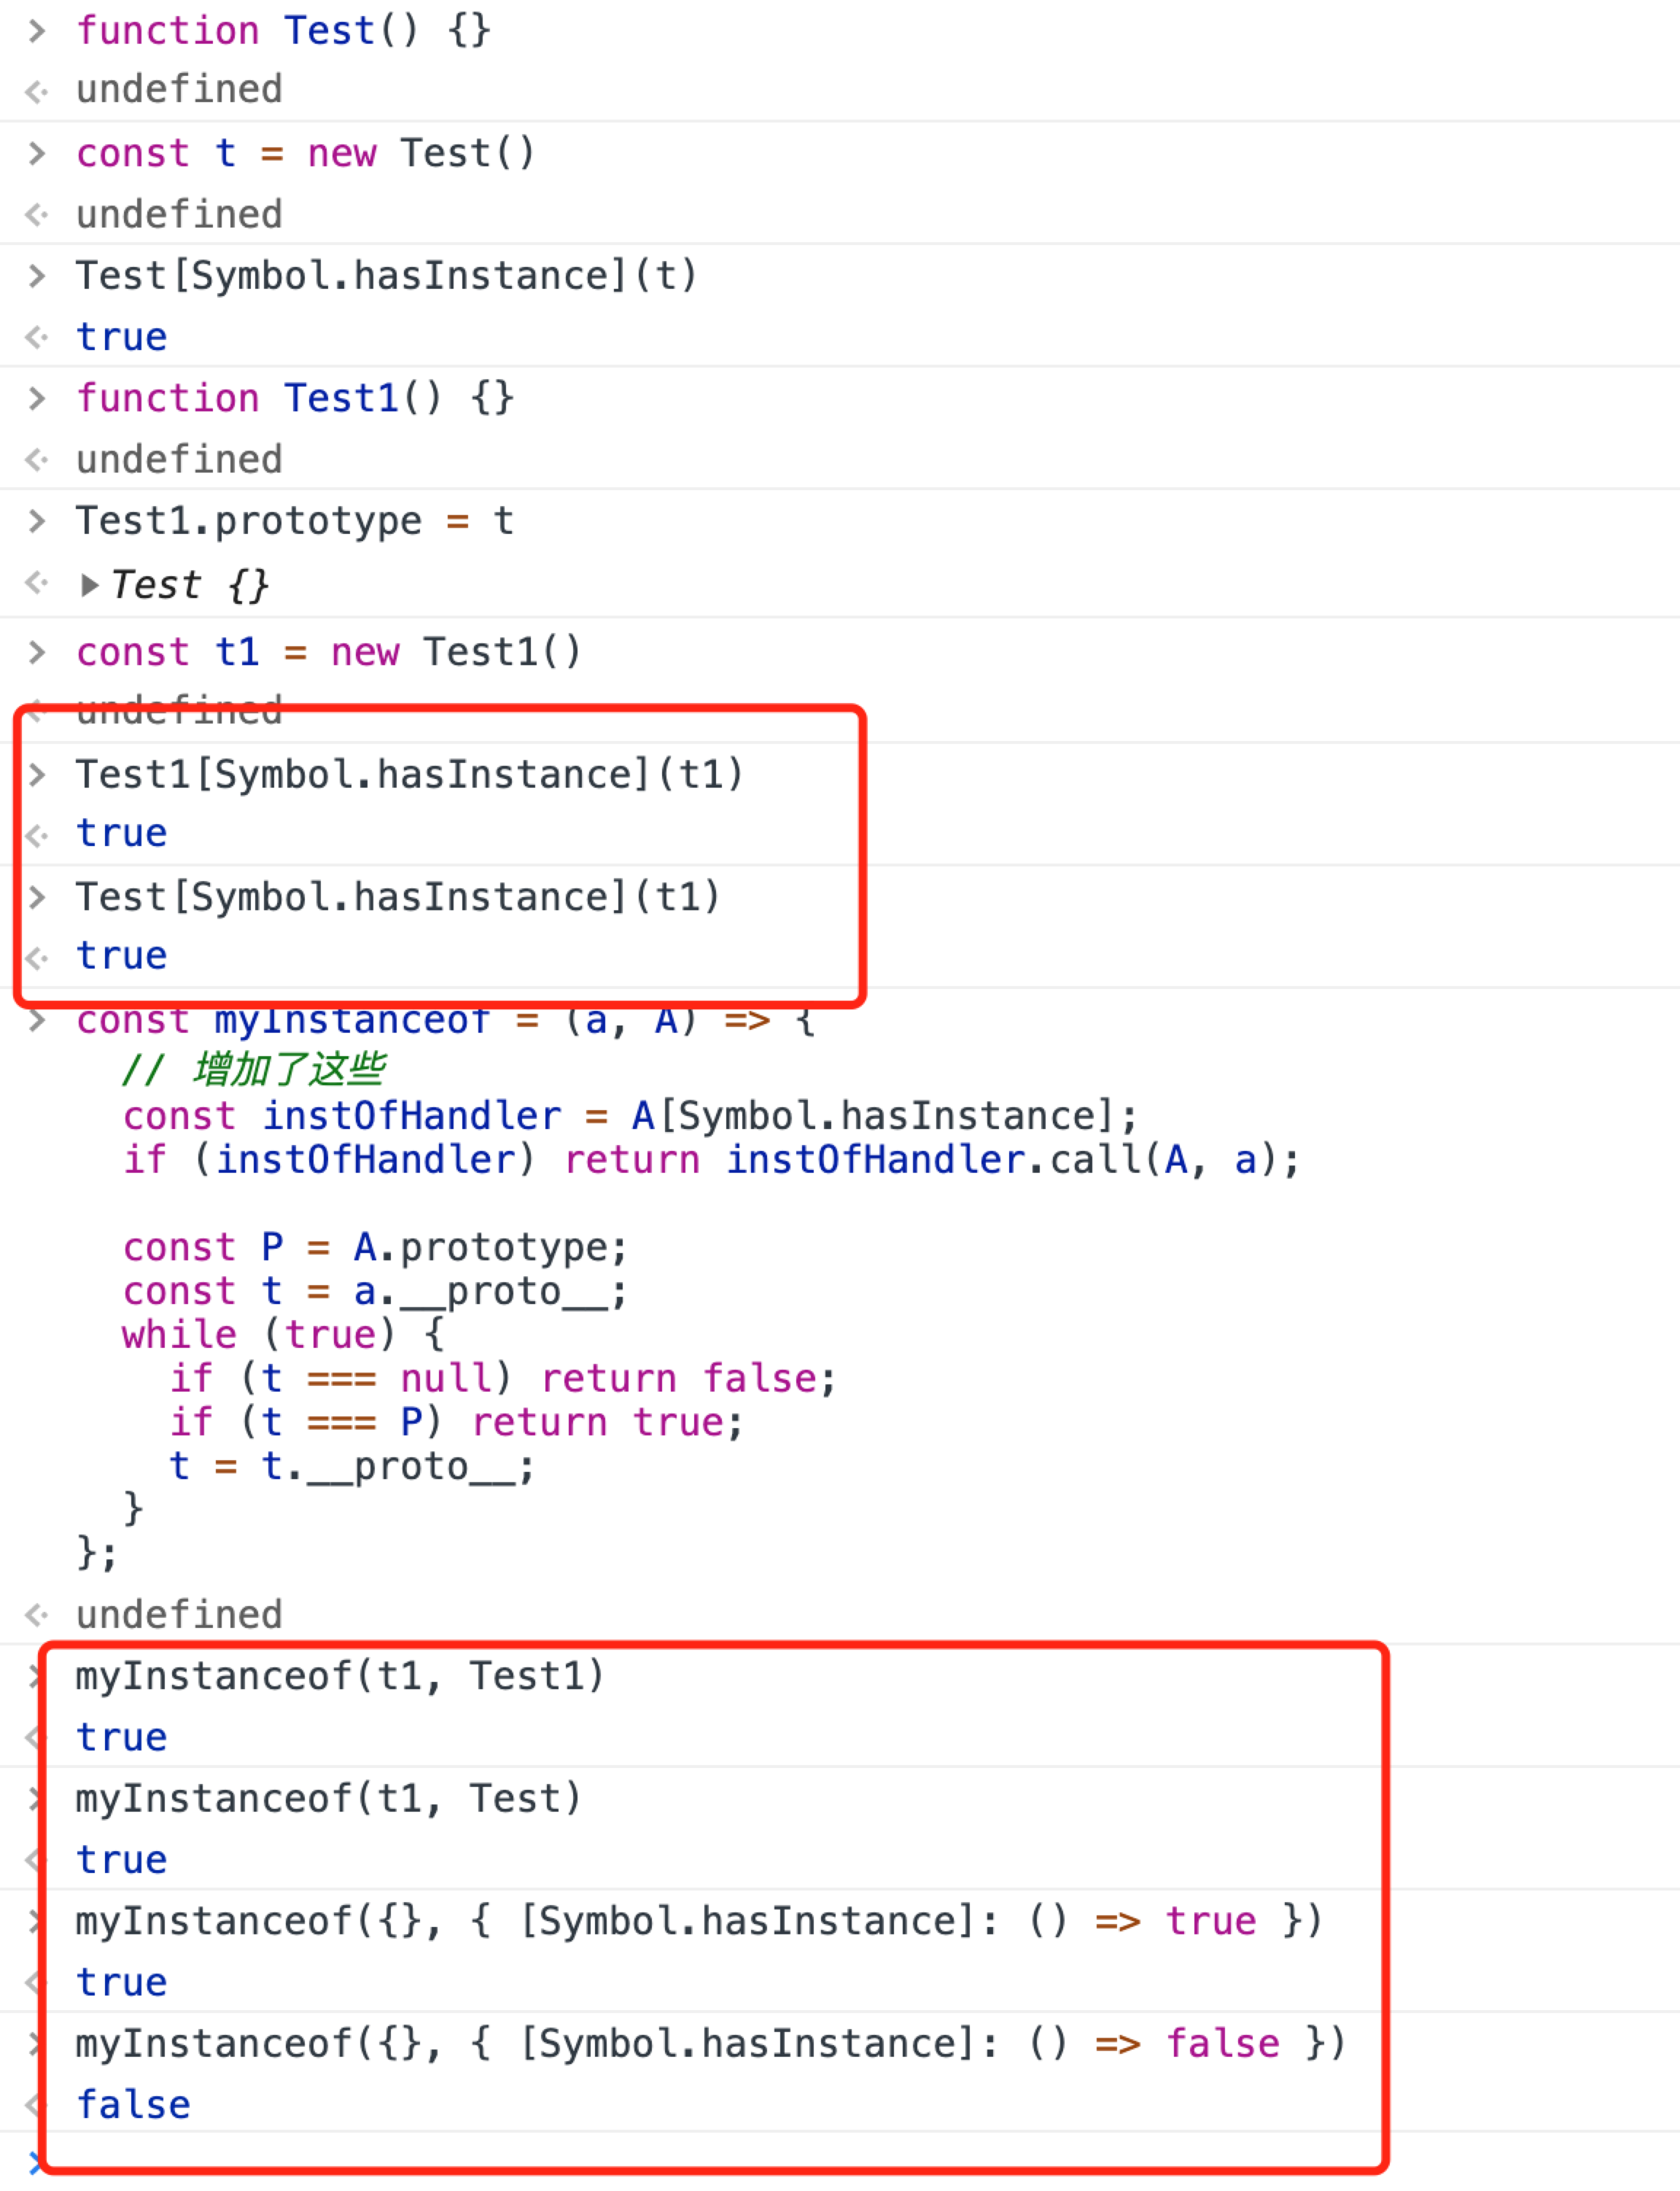 > function Test() {}
<· undefined
> const t = new Test()
<· undefined
> Test[Symbol.hasInstance](t)
<· true
> function Test1() {}
<· undefined
> Test1.prototype = t
<· ▶ Test {}
> const t1 = new Test1()
<· undefined
> Test1[Symbol.hasInstance](t1)
<· true
> Test[Symbol.hasInstance](t1)
<· true
> const myInstanceof = (a, A) => {
// 增加了这些
const instOfHandler = A[Symbol.hasInstance];
if (instOfHandler) return instOfHandler.call(A, a);
const P = A.prototype;
const t = a.__proto__;
while (true) {
if (t === null) return false;
if (t === P) return true;
t = t.__proto__;
}
};
<· undefined
> myInstanceof(t1, Test1)
<· true
> myInstanceof(t1, Test)
<· true
> myInstanceof({}, { [Symbol.hasInstance]: () => true })
<· true
> myInstanceof({}, { [Symbol.hasInstance]: () => false })
<· false
>